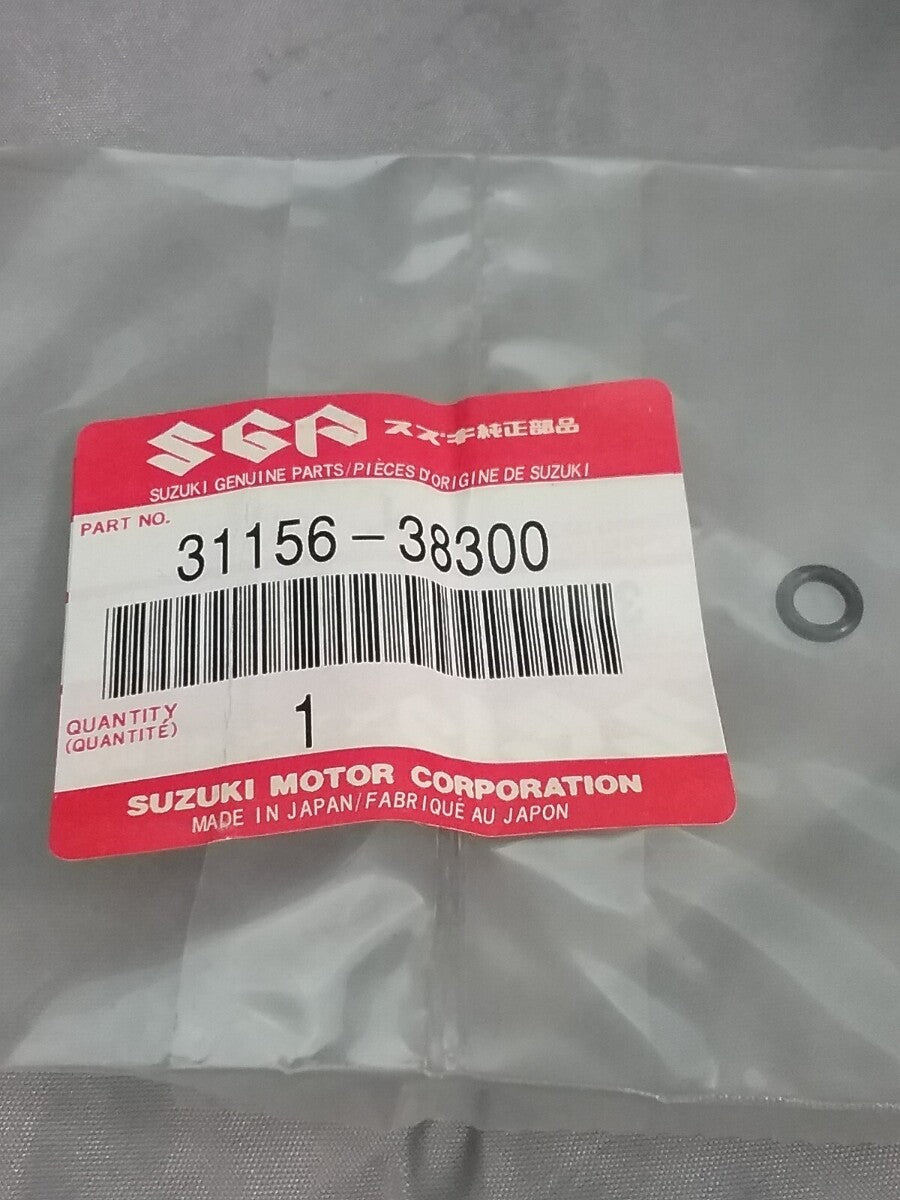 SGP スズキ純正部品
SUZUKI GENUINE PARTS/PIÈCES D'ORIGINE DE SUZUKI
PART NO.
31156-38300
QUANTITY
(QUANTITÉ)
1
SUZUKI MOTOR CORPORATION
MADE IN JAPAN/FABRIQUÉ AU JAPON